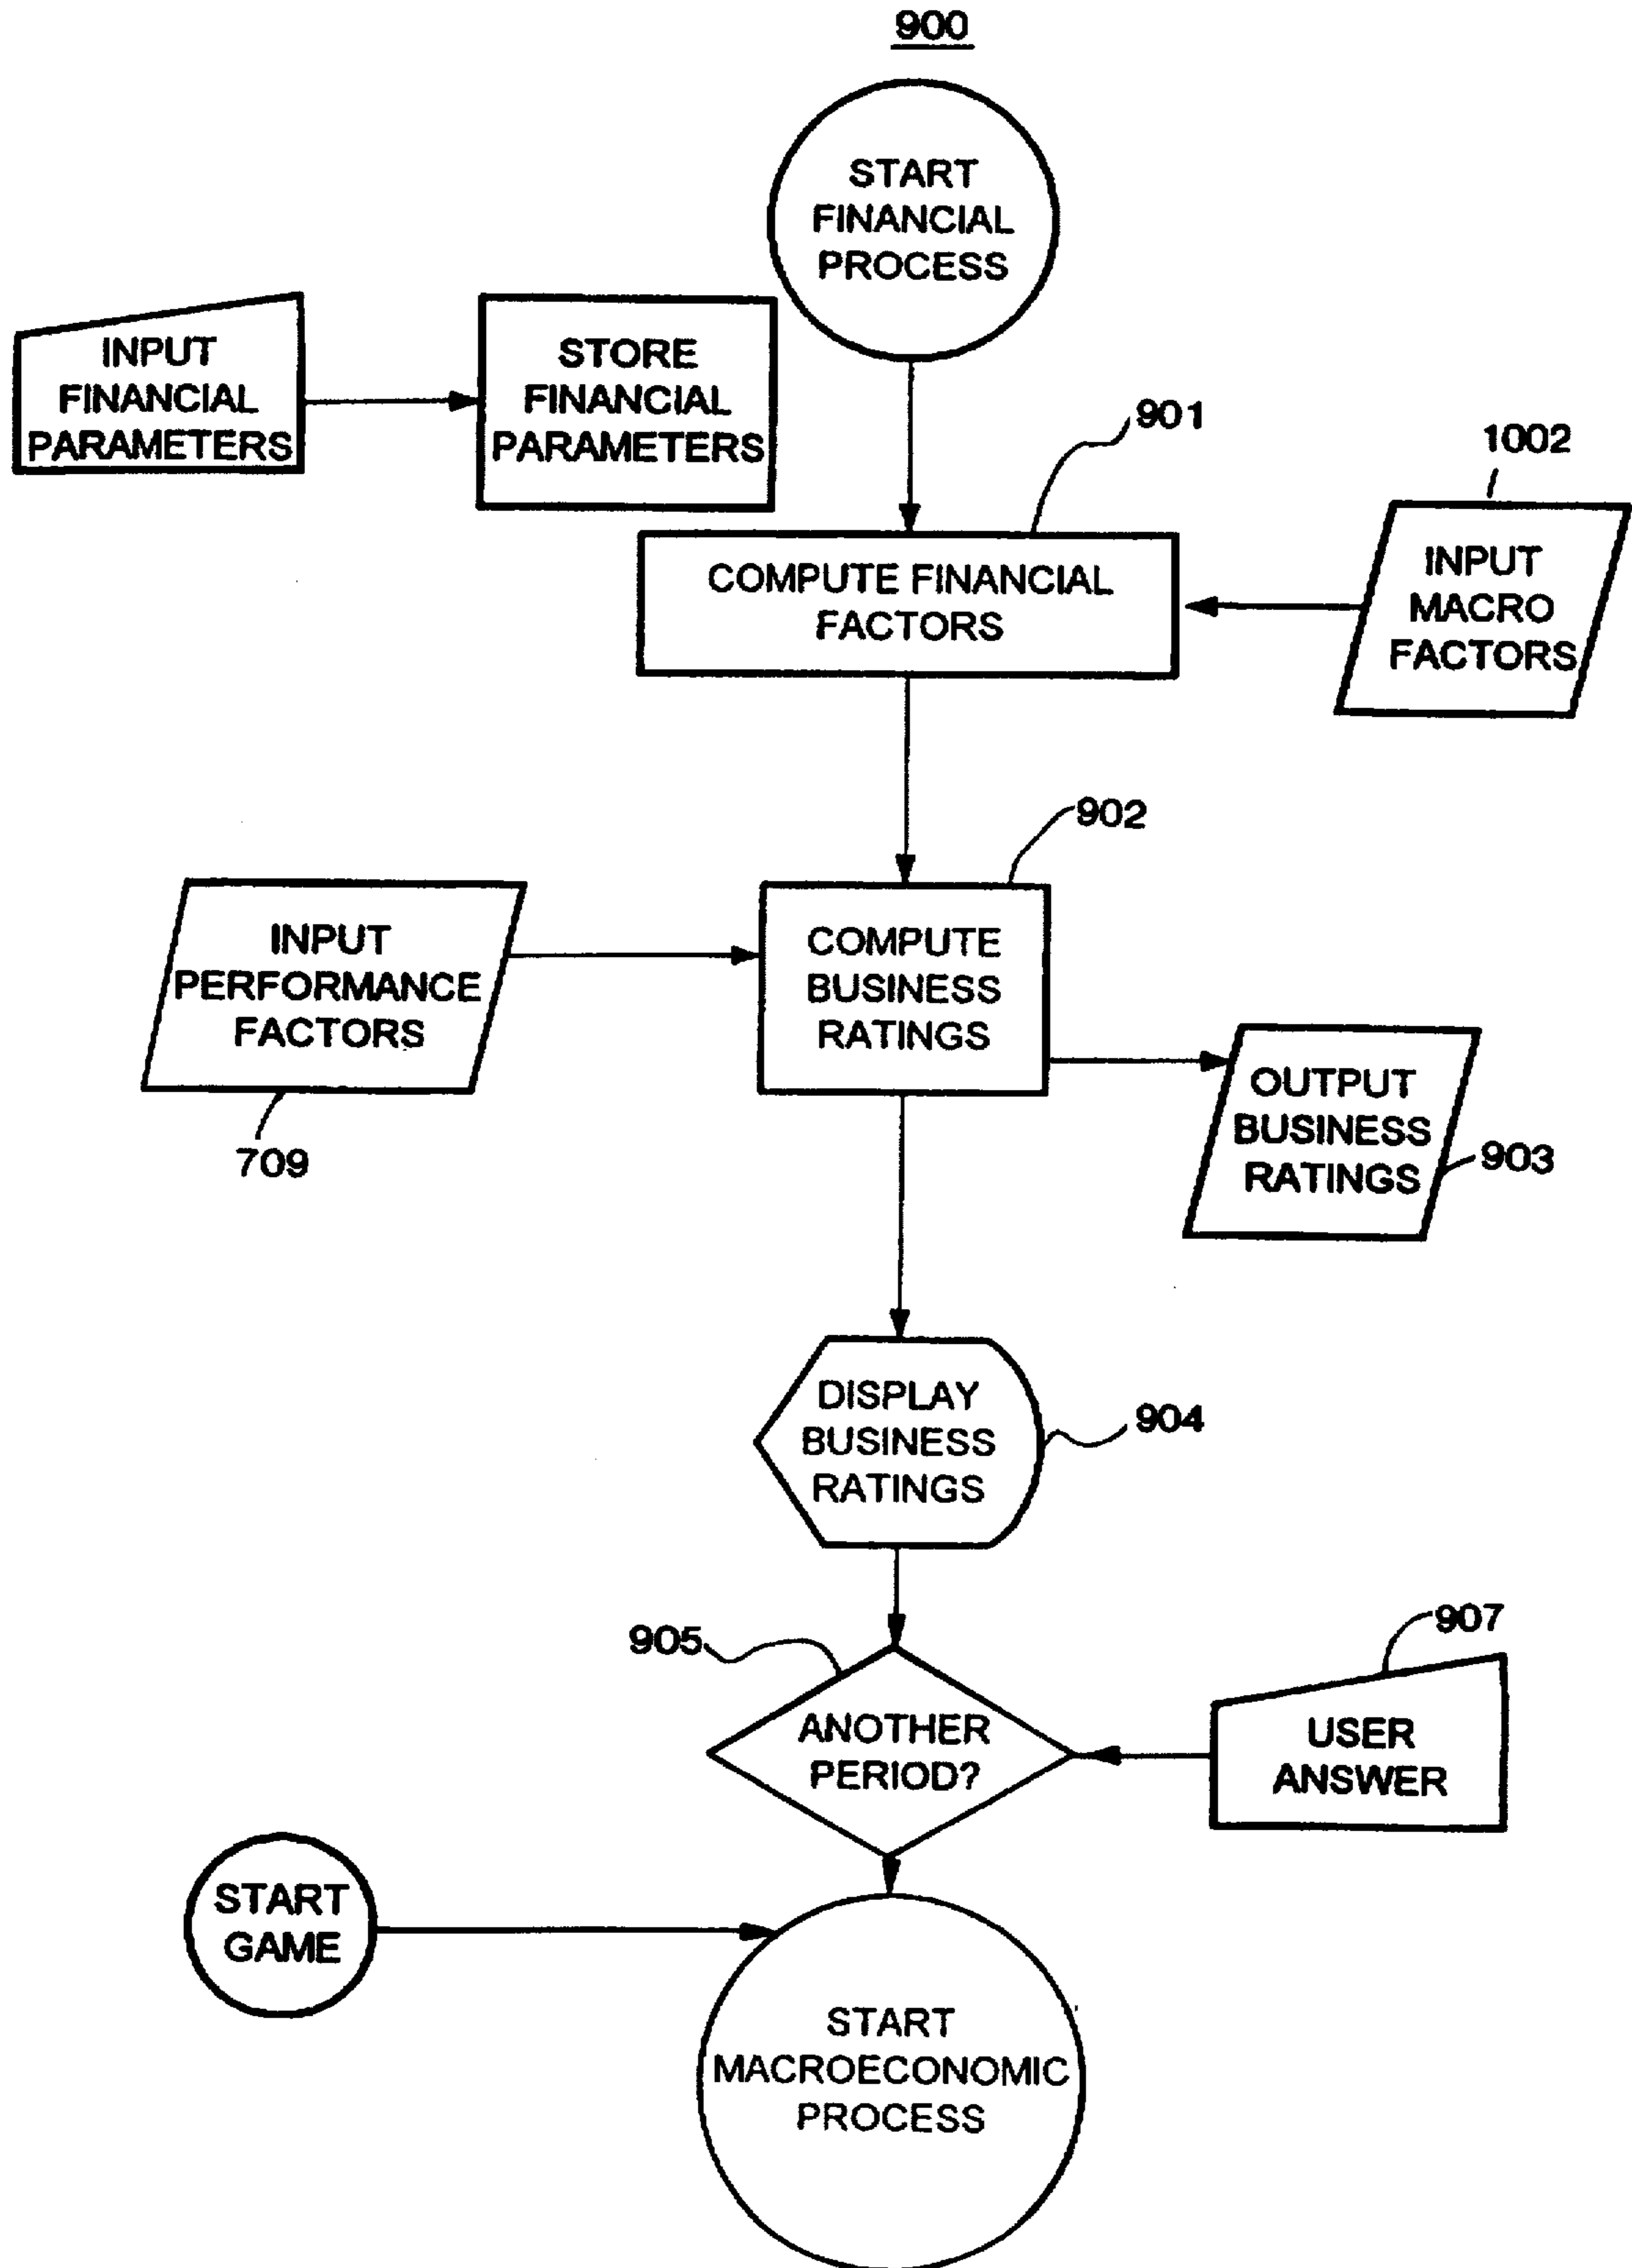 900
START
FINANCIAL
PROCESS
INPUT
FINANCIAL
PARAMETERS
STORE
FINANCIAL
PARAMETERS
901
1002
COMPUTE FINANCIAL
FACTORS
INPUT
MACRO
FACTORS
902
INPUT
PERFORMANCE
FACTORS
709
COMPUTE
BUSINESS
RATINGS
OUTPUT
BUSINESS
RATINGS
903
DISPLAY
BUSINESS
RATINGS
904
905
907
ANOTHER
PERIOD?
USER
ANSWER
START
GAME
START
MACROECONOMIC
PROCESS